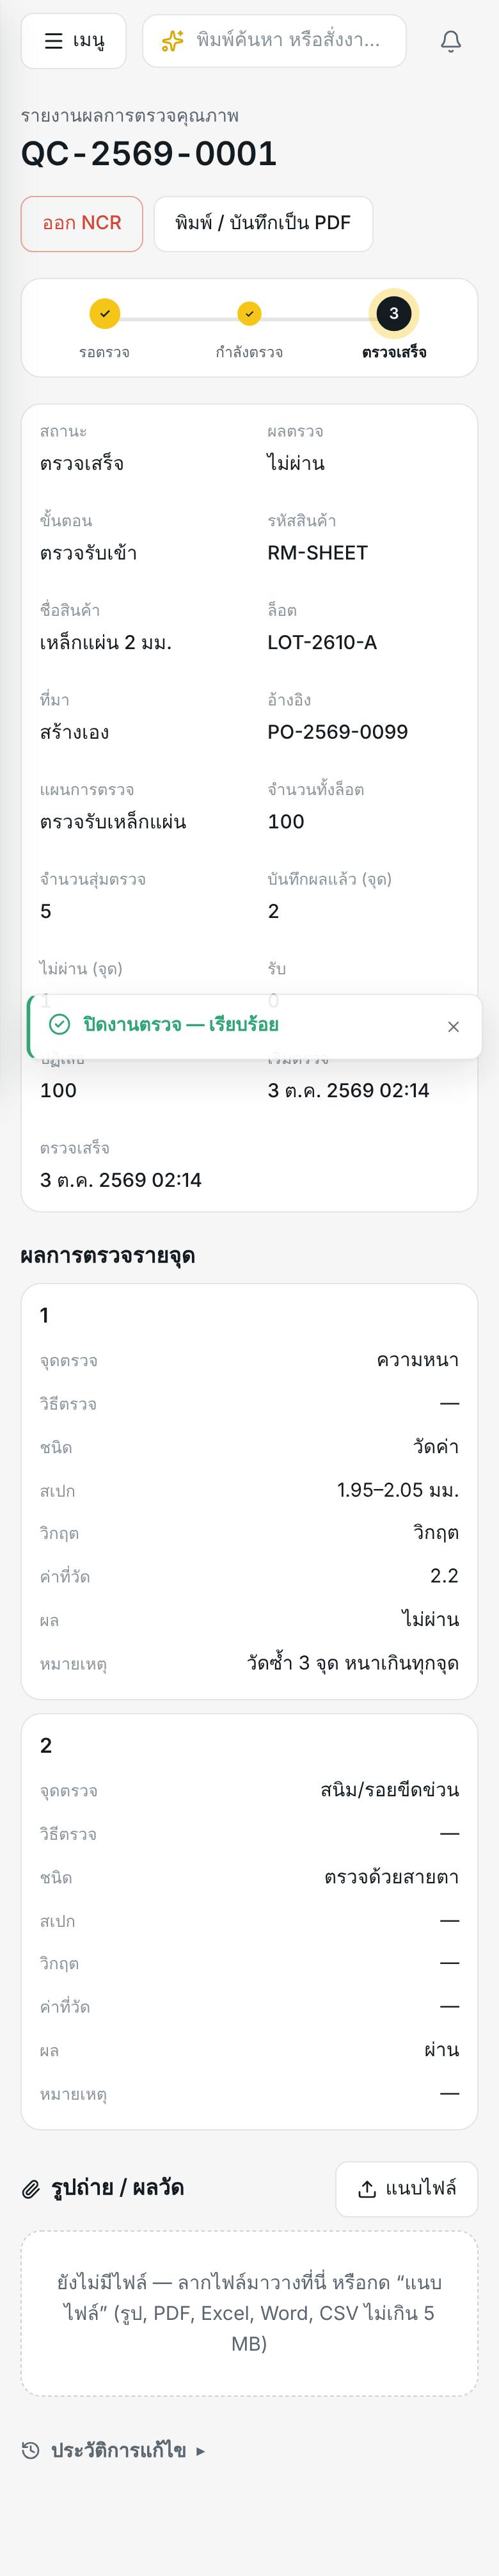 เมนู
พิมพ์ค้นหา หรือสั่งงา...
รายงานผลการตรวจคุณภาพ
QC-2569-0001
ออก NCR
พิมพ์ / บันทึกเป็น PDF
3
รอตรวจ
กำลังตรวจ
ตรวจเสร็จ
สถานะ
ผลตรวจ
ตรวจเสร็จ
ไม่ผ่าน
ขั้นตอน
รหัสสินค้า
ตรวจรับเข้า
RM-SHEET
ชื่อสินค้า
ล็อต
เหล็กแผ่น 2 มม.
LOT-2610-A
ที่มา
อ้างอิง
สร้างเอง
PO-2569-0099
แผนการตรวจ
จำนวนทั้งล็อต
ตรวจรับเหล็กแผ่น
100
จำนวนสุ่มตรวจ
บันทึกผลแล้ว (จุด)
5
2
ไม่ผ่าน (จุด)
รับ
1
0
ปิดงานตรวจ — เรียบร้อย
100
3 ต.ค. 2569 02:14
ตรวจเสร็จ
3 ต.ค. 2569 02:14
ผลการตรวจรายจุด
1
จุดตรวจ
ความหนา
วิธีตรวจ
—
ชนิด
วัดค่า
สเปก
1.95–2.05 มม.
วิกฤต
วิกฤต
ค่าที่วัด
2.2
ผล
ไม่ผ่าน
หมายเหตุ
วัดซ้ำ 3 จุด หนาเกินทุกจุด
2
จุดตรวจ
สนิม/รอยขีดข่วน
วิธีตรวจ
—
ชนิด
ตรวจด้วยสายตา
สเปก
—
วิกฤต
—
ค่าที่วัด
—
ผล
ผ่าน
หมายเหตุ
—
รูปถ่าย / ผลวัด
แนบไฟล์
ยังไม่มีไฟล์ — ลากไฟล์มาวางที่นี่ หรือกด “แนบ
ไฟล์” (รูป, PDF, Excel, Word, CSV ไม่เกิน 5
MB)
ประวัติการแก้ไข ▸